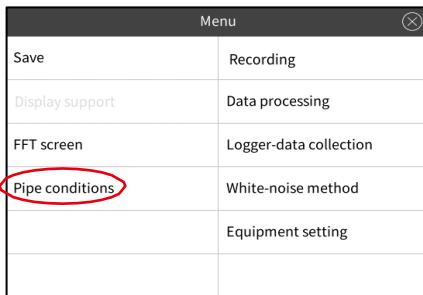 Menu
Save
Recording
Display support
Data processing
FFT screen
Logger-data collection
Pipe conditions
White-noise method
Equipment setting